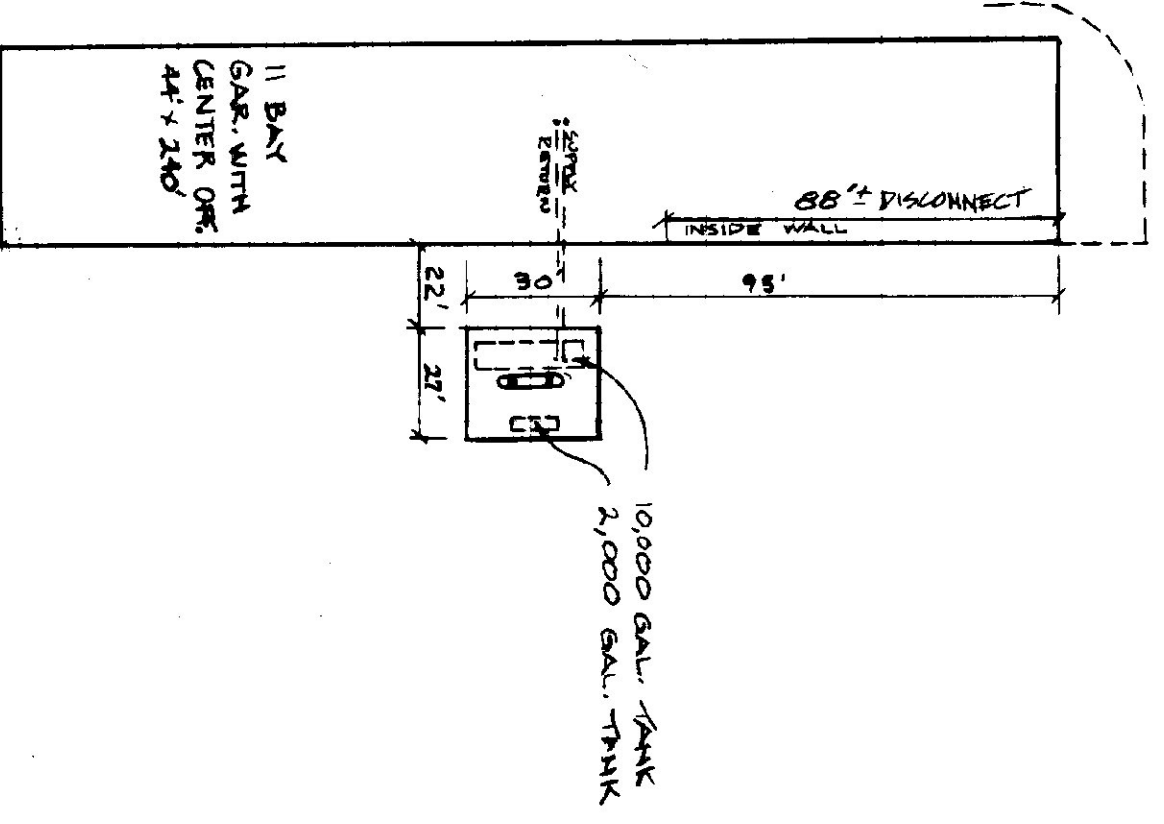 11 BAY
GAR. WITH
CENTER OFF.
44' x 240'
SUPPLY
RETURN
88'± DISCONNECT
INSIDE WALL
22'
30'
95'
27'
10,000 GAL. TANK
2,000 GAL. TANK